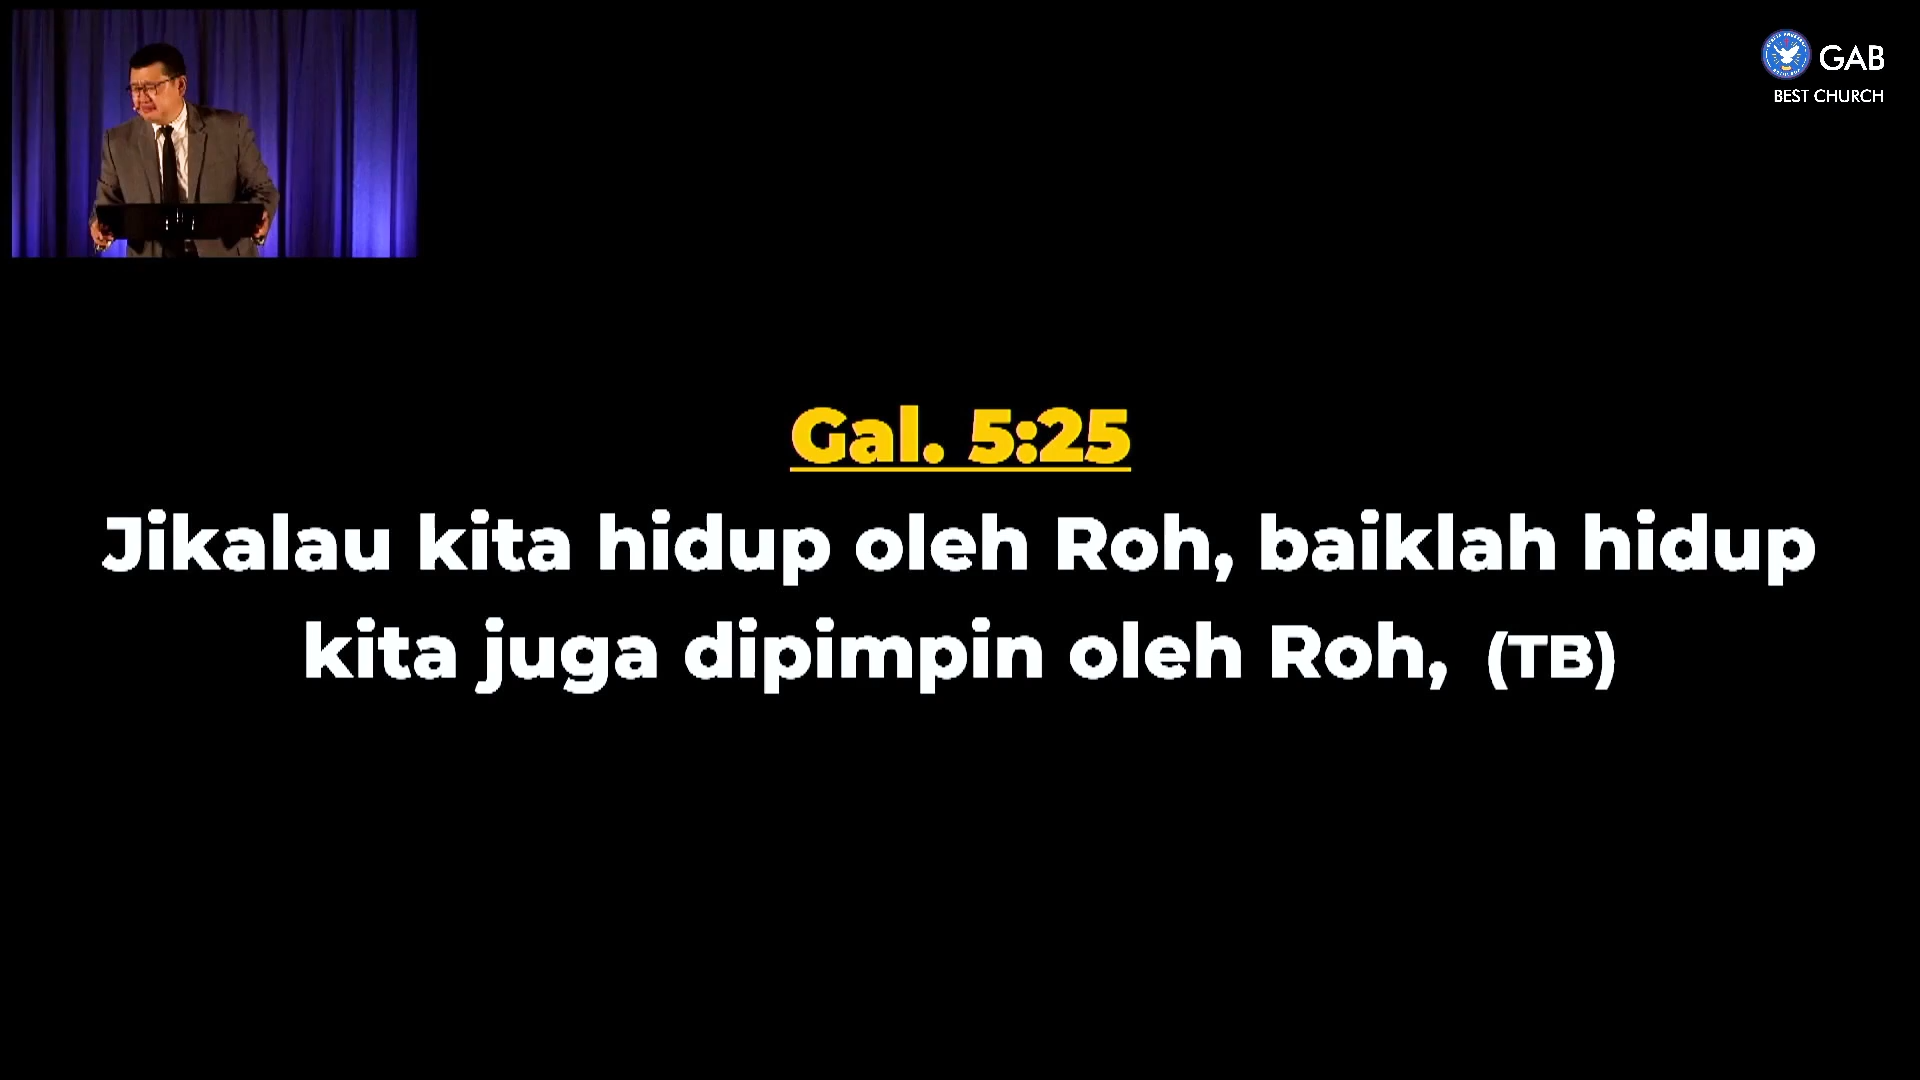 GAB
BEST CHURCH
Gal. 5:25
Jikalau kita hidup oleh Roh, baiklah hidup
kita juga dipimpin oleh Roh, (TB)